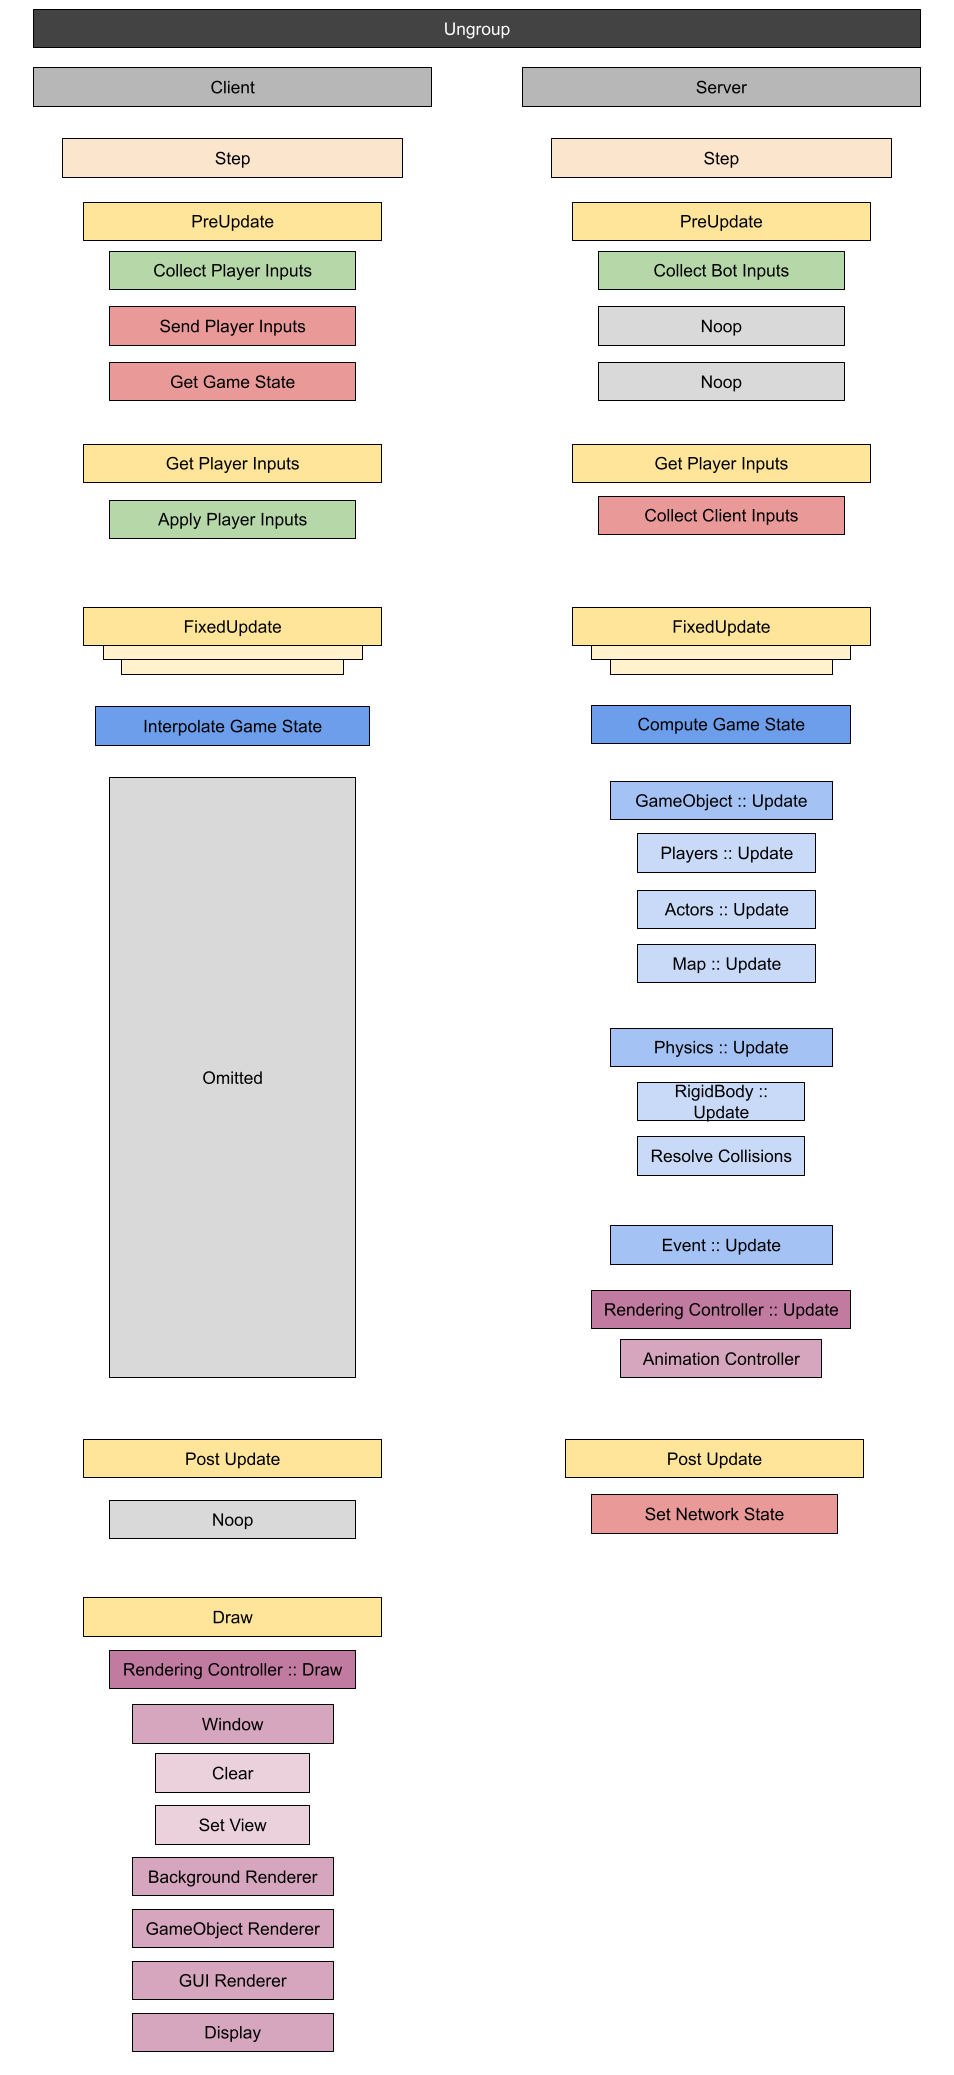 Ungroup
Client
Server
Step
Step
PreUpdate
PreUpdate
Collect Player Inputs
Collect Bot Inputs
Send Player Inputs
Noop
Get Game State
Noop
Get Player Inputs
Get Player Inputs
Apply Player Inputs
Collect Client Inputs
FixedUpdate
FixedUpdate
Interpolate Game State
Compute Game State
GameObject :: Update
Players :: Update
Actors :: Update
Map :: Update
Physics :: Update
Omitted
RigidBody ::
Update
Resolve Collisions
Event :: Update
Rendering Controller :: Update
Animation Controller
Post Update
Post Update
Noop
Set Network State
Draw
Rendering Controller :: Draw
Window
Clear
Set View
Background Renderer
GameObject Renderer
GUI Renderer
Display